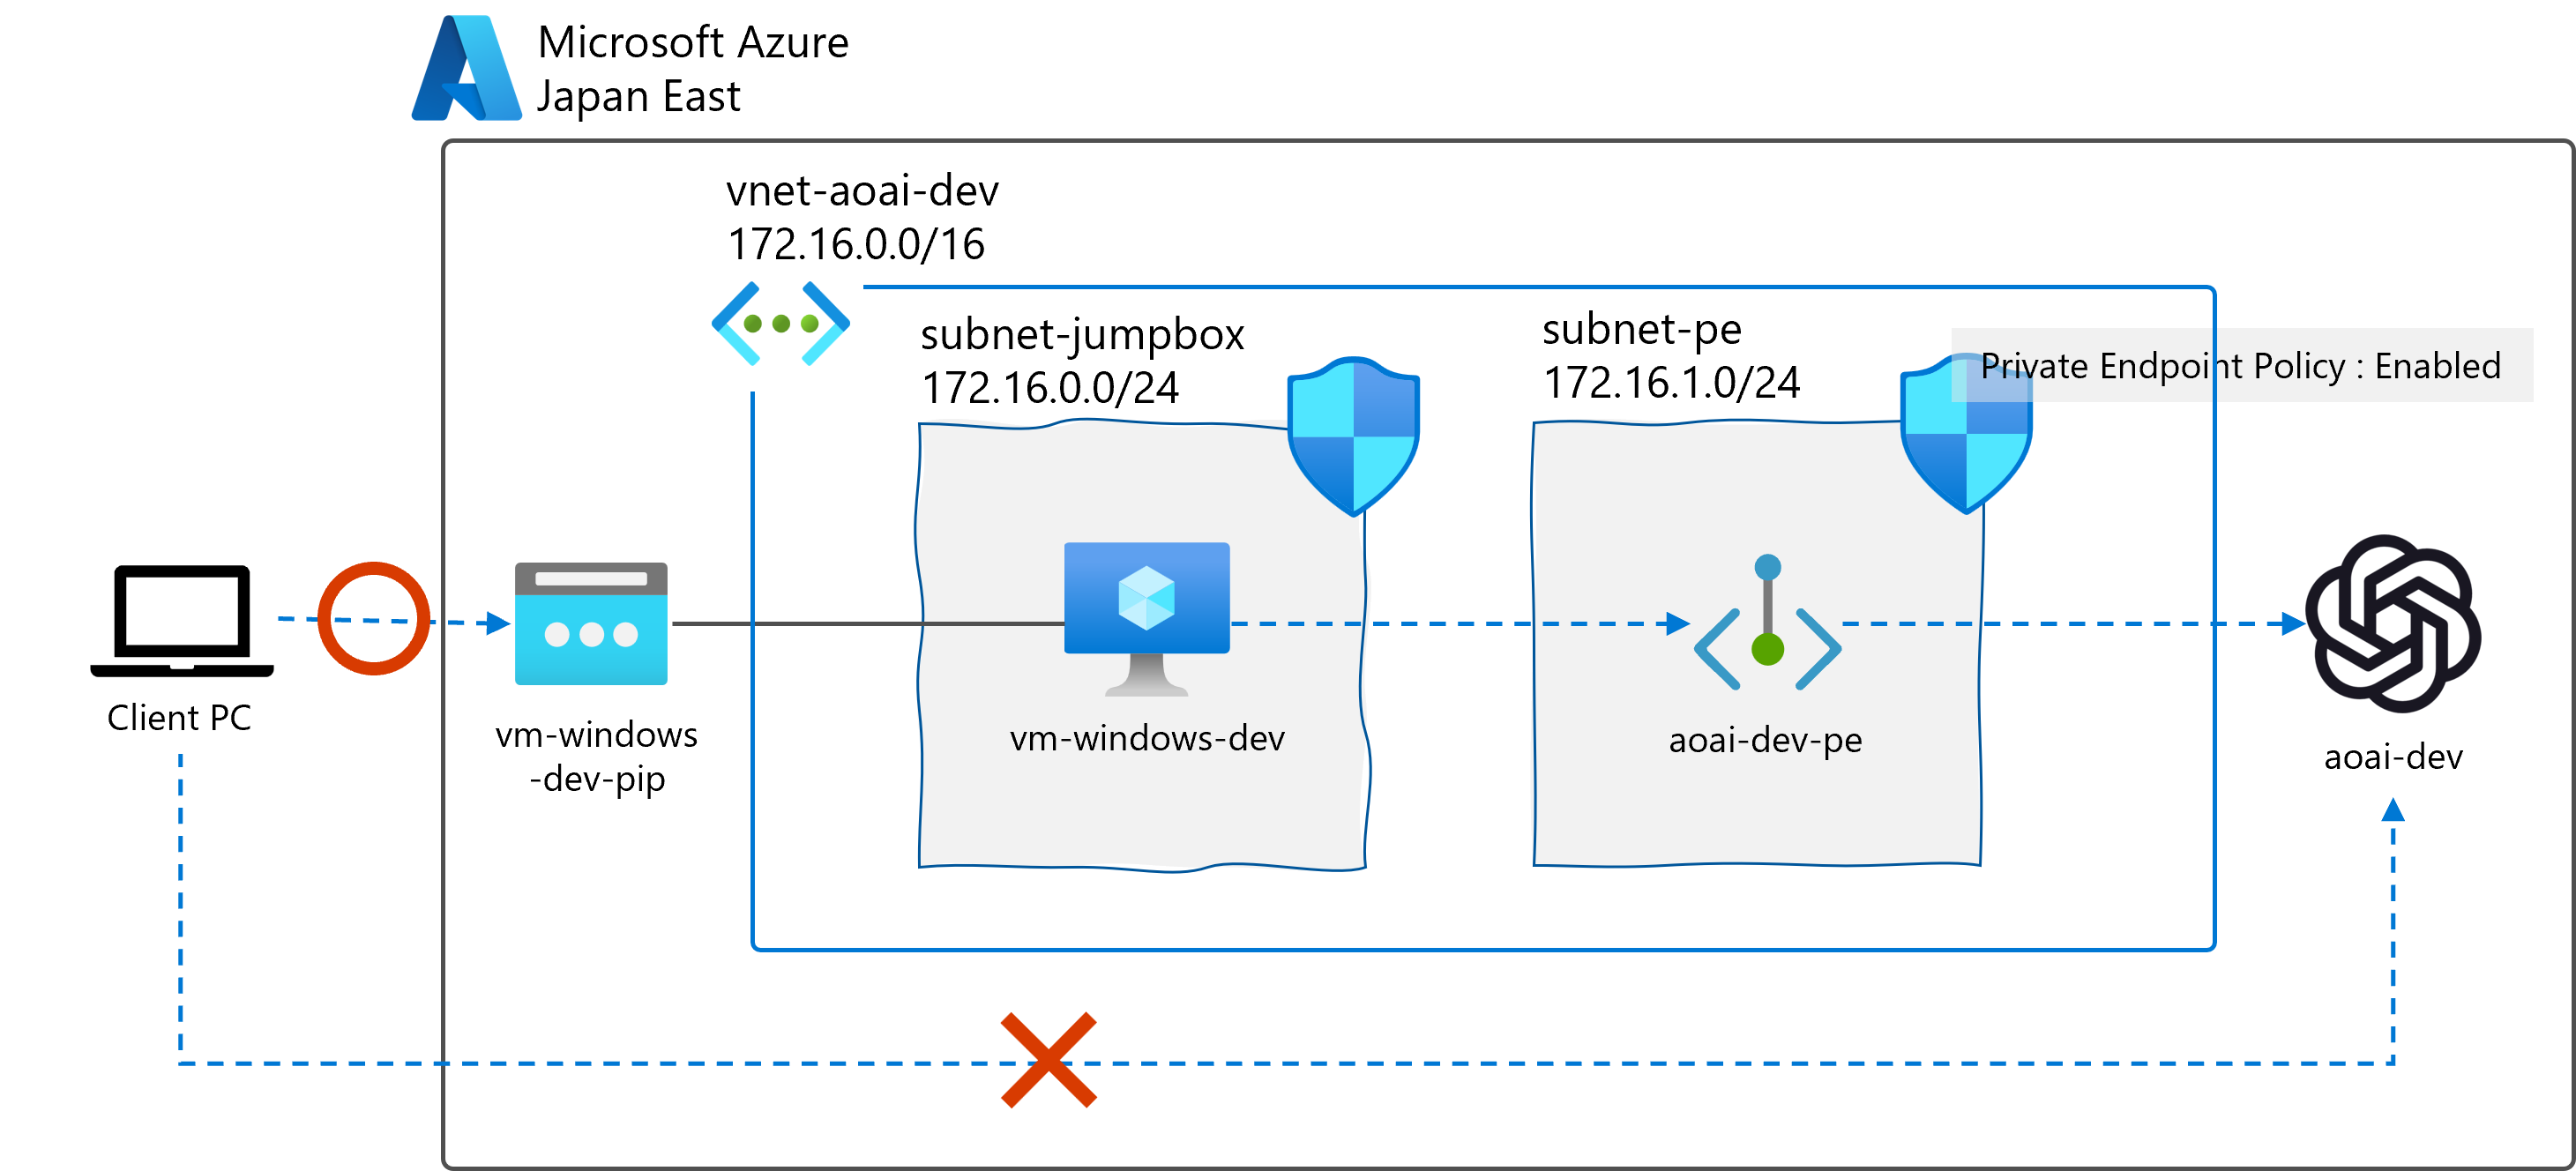 Microsoft Azure
Japan East
vnet-aoai-dev
172.16.0.0/16
subnet-jumpbox
172.16.0.0/24
subnet-pe
172.16.1.0/24
Private Endpoint Policy : Enabled
Client PC
vm-windows
-dev-pip
vm-windows-dev
aoai-dev-pe
aoai-dev